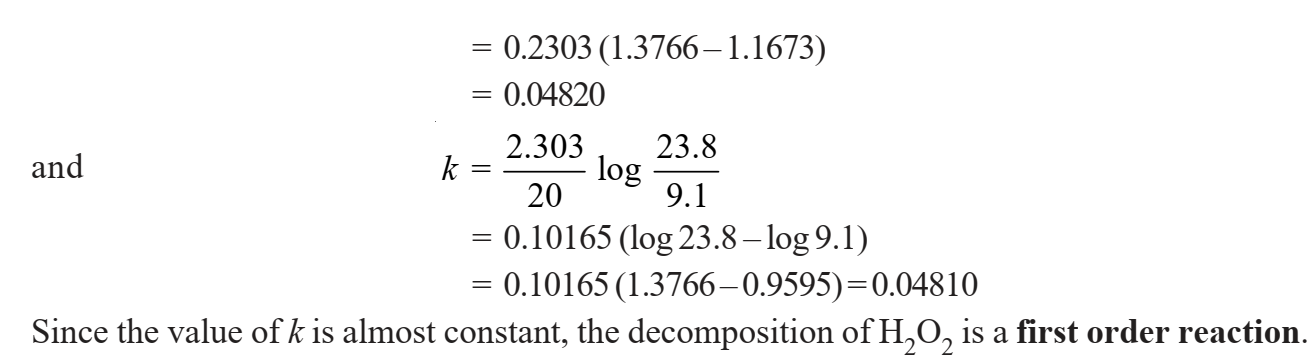 = 0.2303 (1.3766 – 1.1673)
= 0.04820
and k = 2.303/20 log 23.8/9.1
= 0.10165 (log 23.8 – log 9.1)
= 0.10165 (1.3766 – 0.9595) = 0.04810
Since the value of k is almost constant, the decomposition of H₂O₂ is a first order reaction.